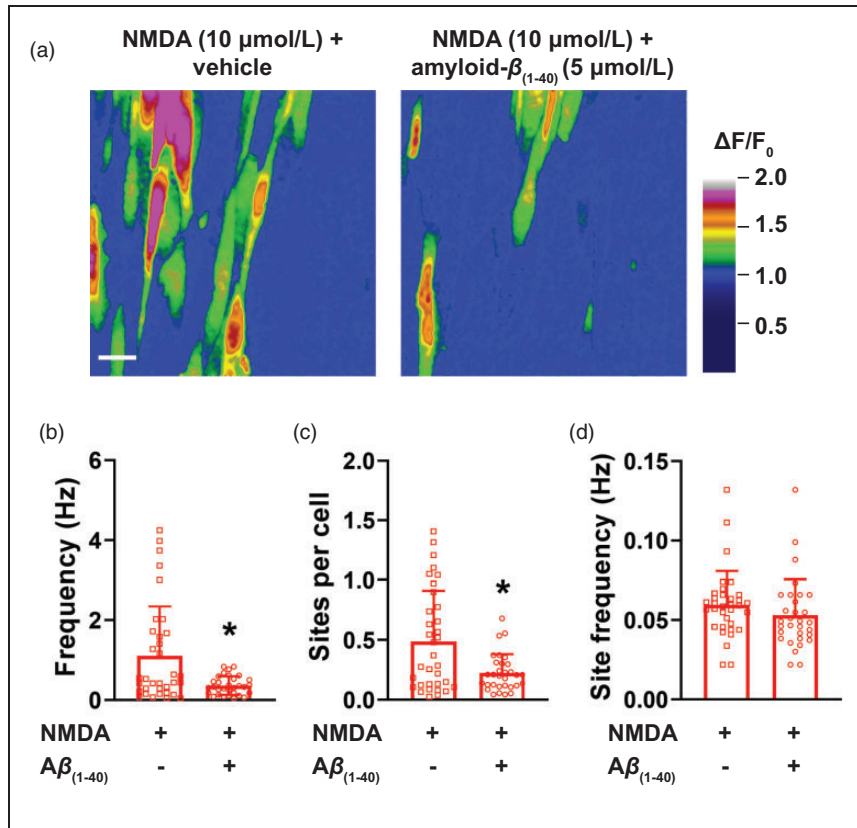 (a)
NMDA (10 μmol/L) +
vehicle
NMDA (10 μmol/L) +
amyloid-β(1-40) (5 μmol/L)
ΔF/F0
2.0
1.5
1.0
0.5
(b)
Frequency (Hz)
6
4
2
0
*
NMDA + +
Aβ(1-40) - +
(c)
Sites per cell
2.0
1.5
1.0
0.5
0.0
*
NMDA + +
Aβ(1-40) - +
(d)
Site frequency (Hz)
0.15
0.10
0.05
0.00
NMDA + +
Aβ(1-40) - +